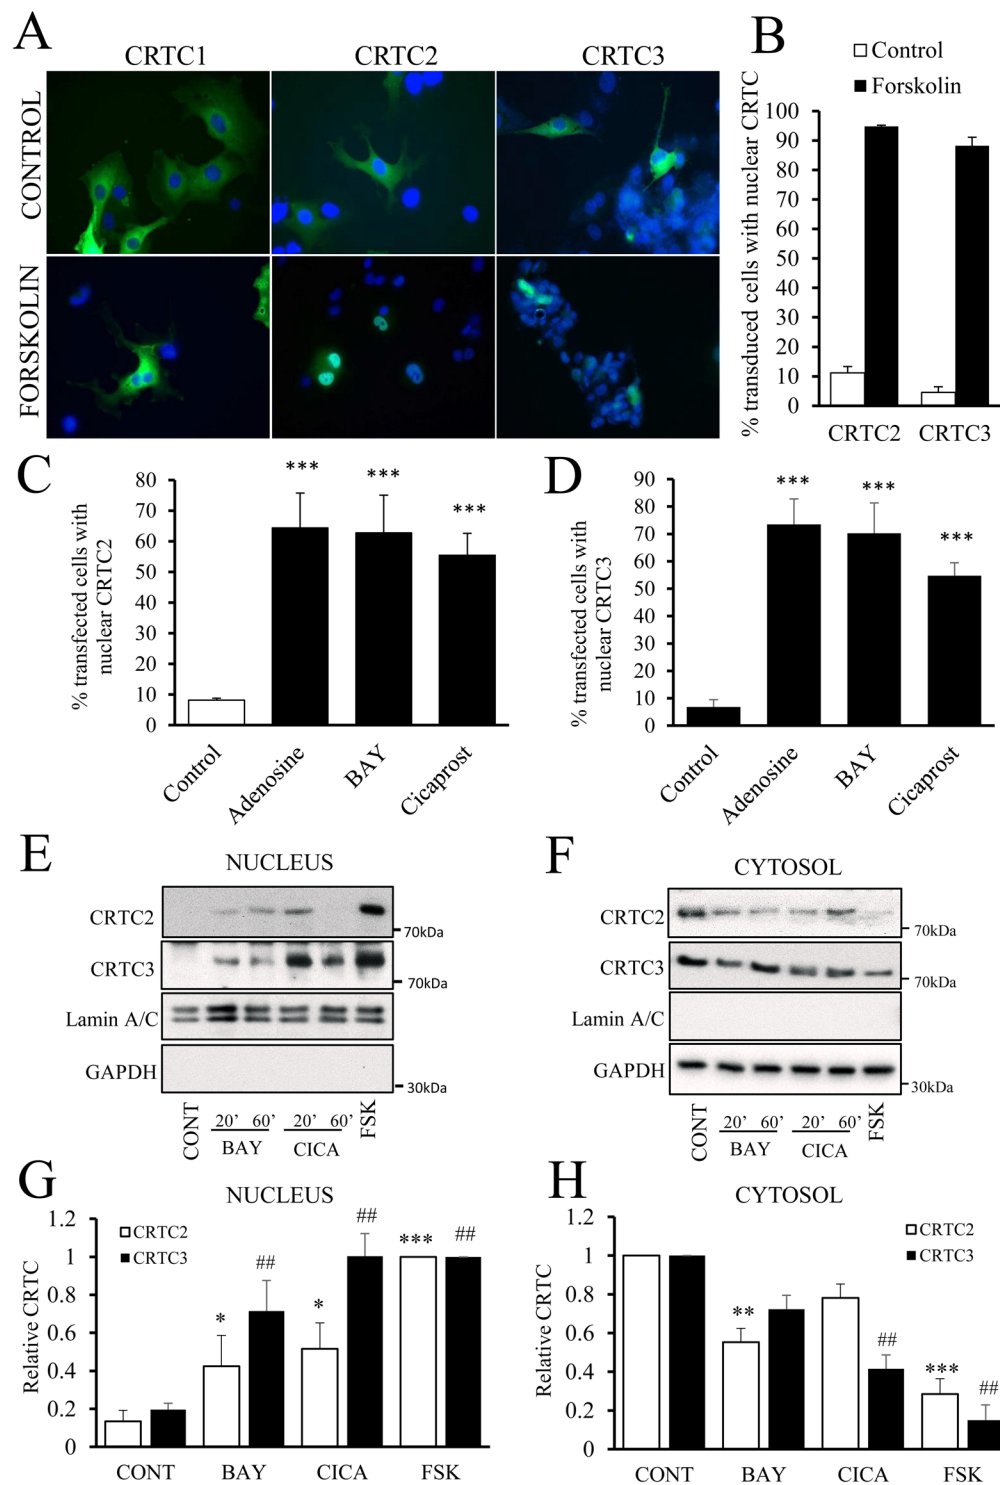 A
CRTC1 CRTC2 CRTC3
CONTROL
FORSKOLIN
B
Control
Forskolin
% transduced cells with nuclear CRTC
100
90
80
70
60
50
40
30
20
10
0
CRTC2 CRTC3
C
% transfected cells with
nuclear CRTC2
80
70
60
50
40
30
20
10
0
*** *** ***
Control Adenosine BAY Cicaprost
D
% transfected cells with
nuclear CRTC3
90
80
70
60
50
40
30
20
10
0
*** *** ***
Control Adenosine BAY Cicaprost
E
NUCLEUS
CRTC2
70kDa
CRTC3
70kDa
Lamin A/C
GAPDH
30kDa
CONT 20’ 60’ 20’ 60’ FSK
BAY CICA
F
CYTOSOL
CRTC2
70kDa
CRTC3
70kDa
Lamin A/C
GAPDH
30kDa
CONT 20’ 60’ 20’ 60’ FSK
BAY CICA
G
NUCLEUS
CRTC2
CRTC3
Relative CRTC
1.2
1
0.8
0.6
0.4
0.2
0
* ## * ## *** ##
CONT BAY CICA FSK
H
CYTOSOL
CRTC2
CRTC3
Relative CRTC
1.2
1
0.8
0.6
0.4
0.2
0
** ## *** ##
CONT BAY CICA FSK